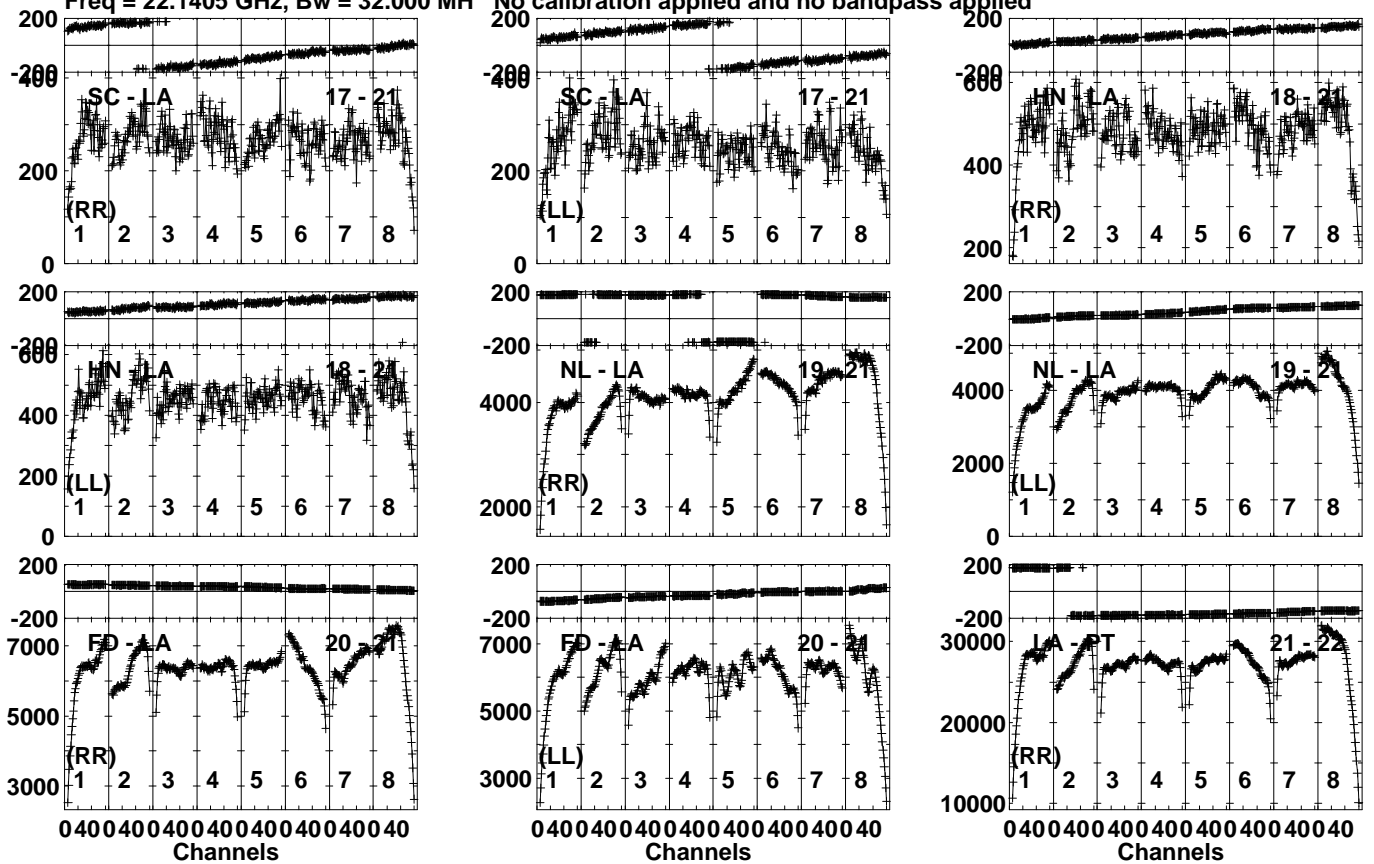 Freq = 22.1405 GHz, Bw = 32.000 MH No calibration applied and no bandpass applied
200 200 200
-200 -200 -200
400 400 600
SC - LA 17 - 21 SC - LA 17 - 21 HN - LA 18 - 21
200 200 400
(RR) (LL) (RR)
1 2 3 4 5 6 7 8 1 2 3 4 5 6 7 8 1 2 3 4 5 6 7 8
0 0 200
200 200 200
-200 -200 -200
600
HN - LA 18 - 21 NL - LA 19 - 21 NL - LA 19 - 21
400 4000 4000
200 2000
(LL) (RR) (LL)
1 2 3 4 5 6 7 8 1 2 3 4 5 6 7 8 1 2 3 4 5 6 7 8
0 2000 0
200 200 200
-200 -200 -200
7000 7000 30000
FD - LA 20 - 21 FD - LA 20 - 21 LA - PT 21 - 22
5000 5000 20000
(RR) (LL) (RR)
1 2 3 4 5 6 7 8 1 2 3 4 5 6 7 8 1 2 3 4 5 6 7 8
3000 3000 10000
0 40 0 40 0 40 0 40 0 40 0 40 0 40 0 40 0 40 0 40 0 40 0 40 0 40 0 40 0 40 0 40 0 40 0 40 0 40 0 40 0 40 0 40 0 40 0 40
Channels Channels Channels